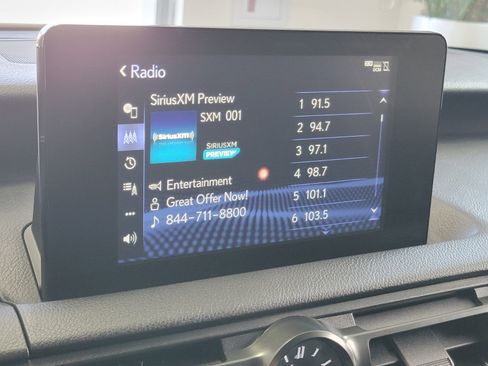 Radio
SiriusXM Preview
SXM 001
((SiriusXM))
SIRIUSXM
PREVIEW
Entertainment
Great Offer Now!
844-711-8800
1 91.5
2 94.7
3 97.1
4 98.7
5 101.1
6 103.5